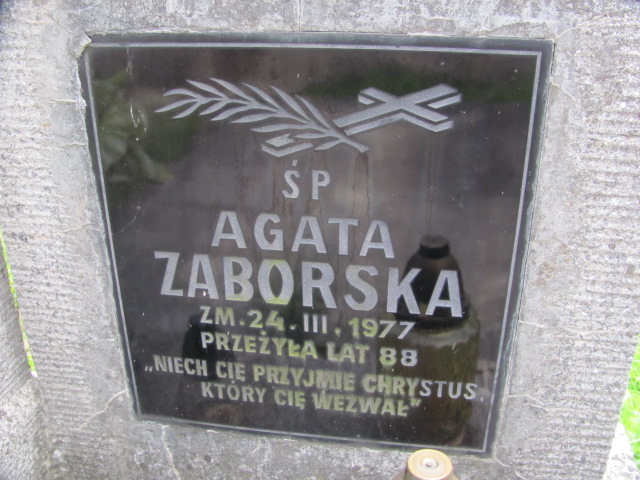 ŚP
AGATA
ZABORSKA
ZM. 24. III. 1977
PRZEŻYŁA LAT 88
„NIECH CIĘ PRZYJMIE CHRYSTUS,
KTÓRY CIĘ WEZWAŁ"